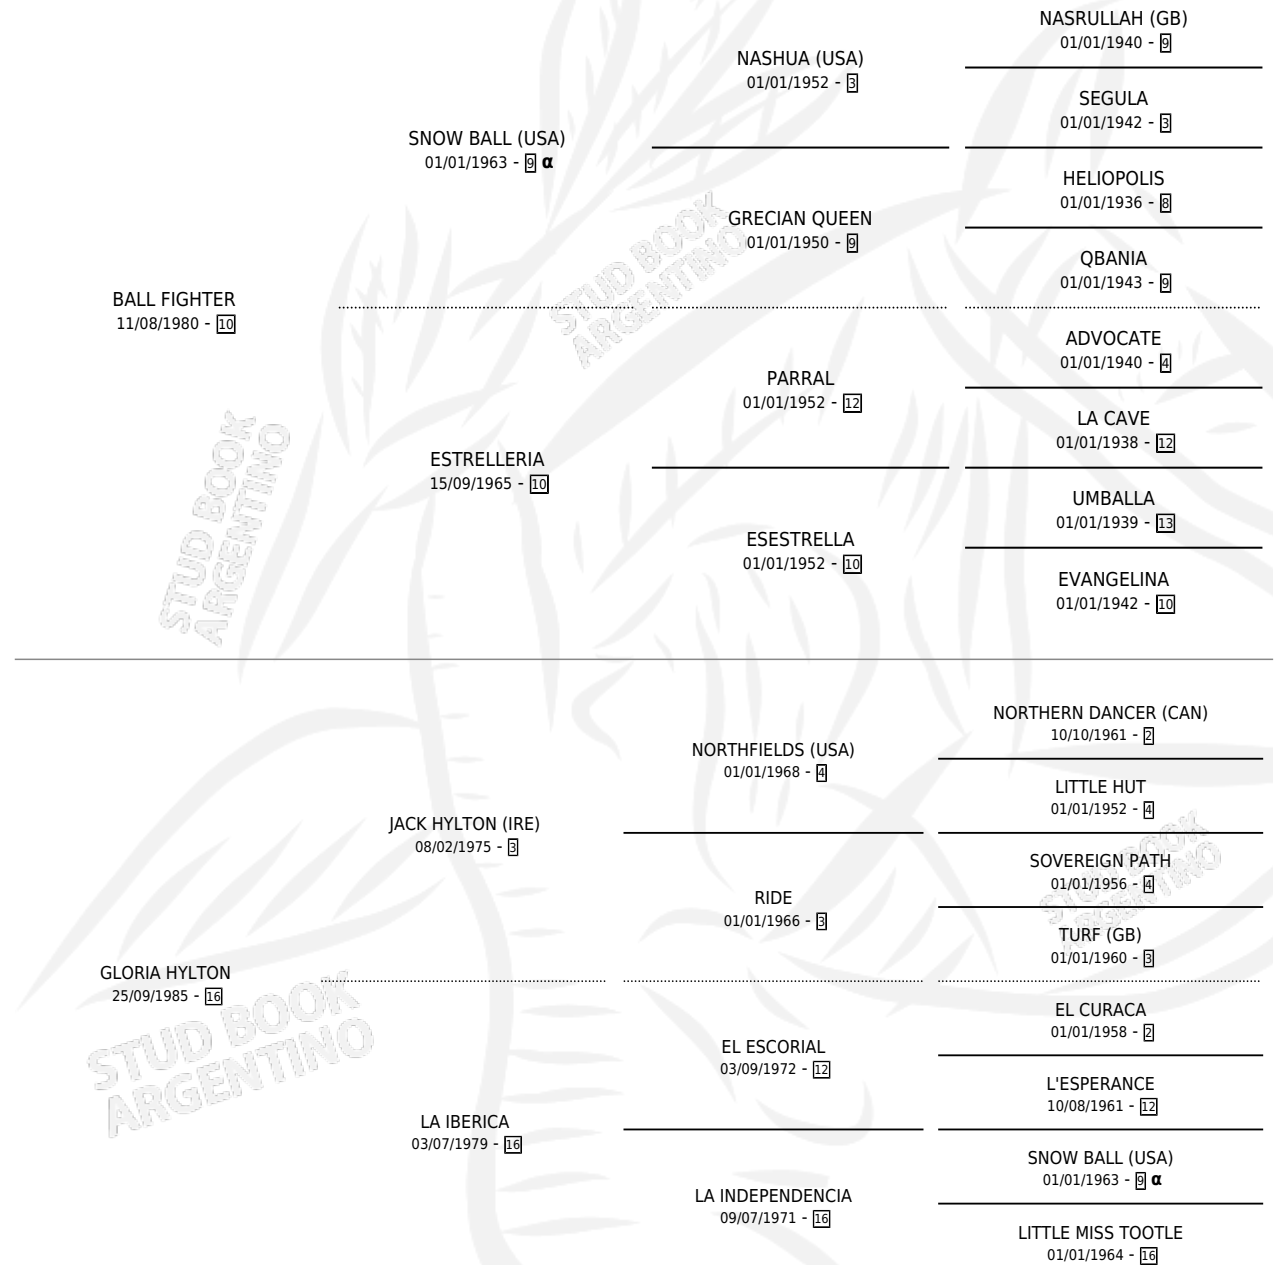 NASRULLAH (GB)
01/01/1940 - 9
NASHUA (USA)
01/01/1952 - 3
SEGULA
01/01/1942 - 3
SNOW BALL (USA)
01/01/1963 - 9 α
HELIOPOLIS
01/01/1936 - 8
GRECIAN QUEEN
01/01/1950 - 9
QBANIA
01/01/1943 - 9
BALL FIGHTER
11/08/1980 - 10
ADVOCATE
01/01/1940 - 4
PARRAL
01/01/1952 - 12
LA CAVE
01/01/1938 - 12
ESTRELLERIA
15/09/1965 - 10
UMBALLA
01/01/1939 - 13
ESESTRELLA
01/01/1952 - 10
EVANGELINA
01/01/1942 - 10
NORTHERN DANCER (CAN)
10/10/1961 - 2
NORTHFIELDS (USA)
01/01/1968 - 4
LITTLE HUT
01/01/1952 - 4
JACK HYLTON (IRE)
08/02/1975 - 3
SOVEREIGN PATH
01/01/1956 - 4
RIDE
01/01/1966 - 3
TURF (GB)
01/01/1960 - 3
GLORIA HYLTON
25/09/1985 - 16
EL CURACA
01/01/1958 - 2
EL ESCORIAL
03/09/1972 - 12
L'ESPERANCE
10/08/1961 - 12
LA IBERICA
03/07/1979 - 16
SNOW BALL (USA)
01/01/1963 - 9 α
LA INDEPENDENCIA
09/07/1971 - 16
LITTLE MISS TOOTLE
01/01/1964 - 16
STUD BOOK
ARGENTINO
STUD BOOK
ARGENTINO
STUD BOOK
ARGENTINO
STUD BOOK
ARGENTINO